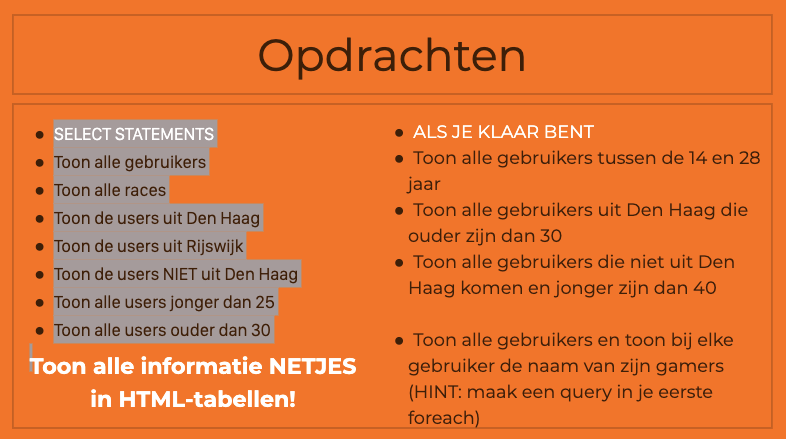 Opdrachten
● SELECT STATEMENTS
● Toon alle gebruikers
● Toon alle races
● Toon de users uit Den Haag
● Toon de users uit Rijswijk
● Toon de users NIET uit Den Haag
● Toon alle users jonger dan 25
● Toon alle users ouder dan 30
Toon alle informatie NETJES
in HTML-tabellen!
● ALS JE KLAAR BENT
● Toon alle gebruikers tussen de 14 en 28
jaar
● Toon alle gebruikers uit Den Haag die
ouder zijn dan 30
● Toon alle gebruikers die niet uit Den
Haag komen en jonger zijn dan 40
● Toon alle gebruikers en toon bij elke
gebruiker de naam van zijn gamers
(HINT: maak een query in je eerste
foreach)